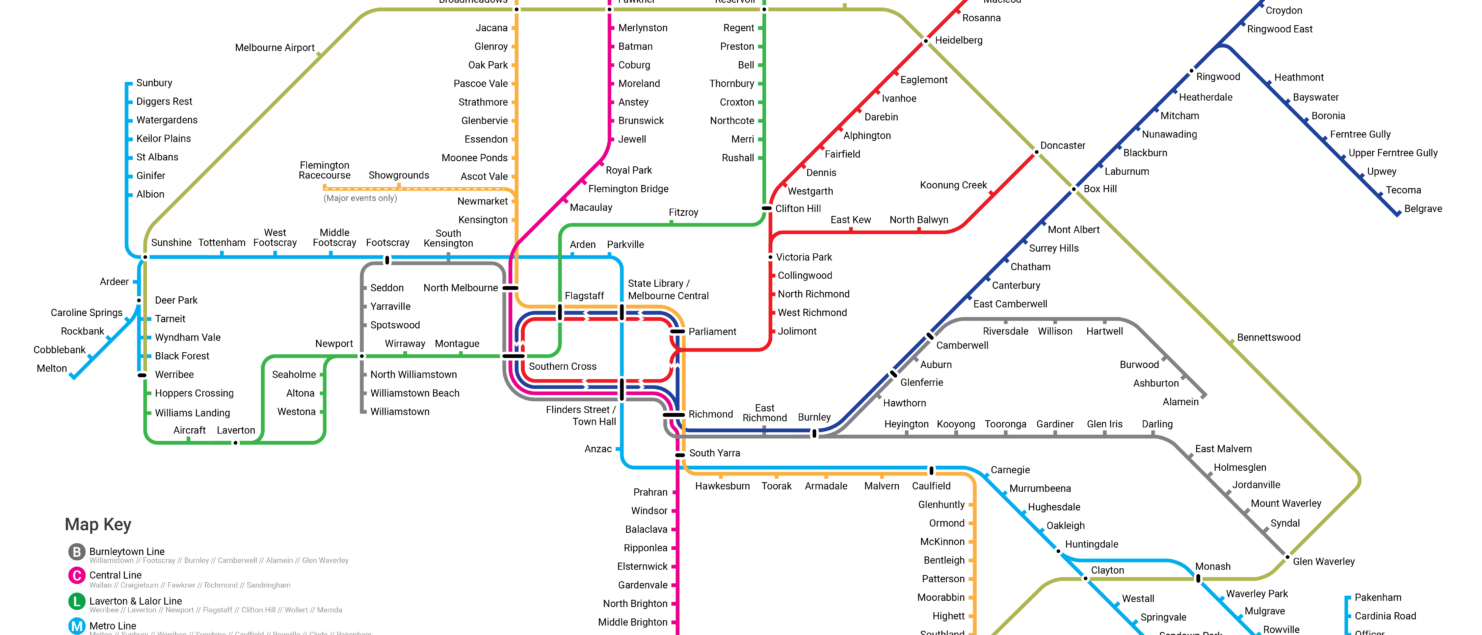 Broadmeadows
Fawkner
Reservoir
Macleod
Rosanna
Croydon
Ringwood East
Jacana
Glenroy
Oak Park
Pascoe Vale
Strathmore
Glenbervie
Essendon
Moonee Ponds
Ascot Vale
Newmarket
Kensington
Merlynston
Batman
Coburg
Moreland
Anstey
Brunswick
Jewell
Royal Park
Flemington Bridge
Macaulay
Regent
Preston
Bell
Thornbury
Croxton
Northcote
Merri
Rushall
Heidelberg
Eaglemont
Ivanhoe
Darebin
Alphington
Fairfield
Dennis
Westgarth
Clifton Hill
Melbourne Airport
Sunbury
Diggers Rest
Watergardens
Keilor Plains
St Albans
Ginifer
Albion
Flemington
Racecourse
Showgrounds
(Major events only)
Ringwood
Heatherdale
Mitcham
Nunawading
Blackburn
Laburnum
Box Hill
Heathmont
Bayswater
Boronia
Ferntree Gully
Upper Ferntree Gully
Upwey
Tecoma
Belgrave
Doncaster
Koonung Creek
East Kew
North Balwyn
Fitzroy
Sunshine
Tottenham
West
Footscray
Middle
Footscray
Footscray
South
Kensington
Arden
Parkville
Victoria Park
Collingwood
North Richmond
West Richmond
Jolimont
Mont Albert
Surrey Hills
Chatham
Canterbury
East Camberwell
Ardeer
Deer Park
Caroline Springs
Rockbank
Cobblebank
Melton
Tarneit
Wyndham Vale
Black Forest
Werribee
Hoppers Crossing
Williams Landing
Aircraft
Laverton
Seaholme
Altona
Westona
Newport
Seddon
Yarraville
Spotswood
Wirraway
Montague
North Williamstown
Williamstown Beach
Williamstown
North Melbourne
Flagstaff
State Library /
Melbourne Central
Parliament
Southern Cross
Flinders Street /
Town Hall
Richmond
East
Richmond
Burnley
Camberwell
Auburn
Glenferrie
Hawthorn
Riversdale
Willison
Hartwell
Burwood
Ashburton
Alamein
Bennettswood
Heyington
Kooyong
Tooronga
Gardiner
Glen Iris
Darling
East Malvern
Holmesglen
Jordanville
Mount Waverley
Syndal
Glen Waverley
Anzac
South Yarra
Hawkesburn
Toorak
Armadale
Malvern
Caulfield
Carnegie
Murrumbeena
Hughesdale
Oakleigh
Huntingdale
Clayton
Monash
Westall
Springvale
Sandown Park
Waverley Park
Mulgrave
Rowville
Prahran
Windsor
Balaclava
Ripponlea
Elsternwick
Gardenvale
North Brighton
Middle Brighton
Glenhuntly
Ormond
McKinnon
Bentleigh
Patterson
Moorabbin
Highett
Southland
Pakenham
Cardinia Road
Officer
Map Key
B Burnleytown Line
Williamstown // Footscray // Burnley // Camberwell // Alamein // Glen Waverley
C Central Line
Wallan // Craigieburn // Fawkner // Richmond // Sandringham
L Laverton & Lalor Line
Werribee // Laverton // Newport // Flagstaff // Clifton Hill // Wollert // Mernda
M Metro Line
Melton // Sunbury // Werribee // Sunshine // Caulfield // Rowville // Clyde // Pakenham